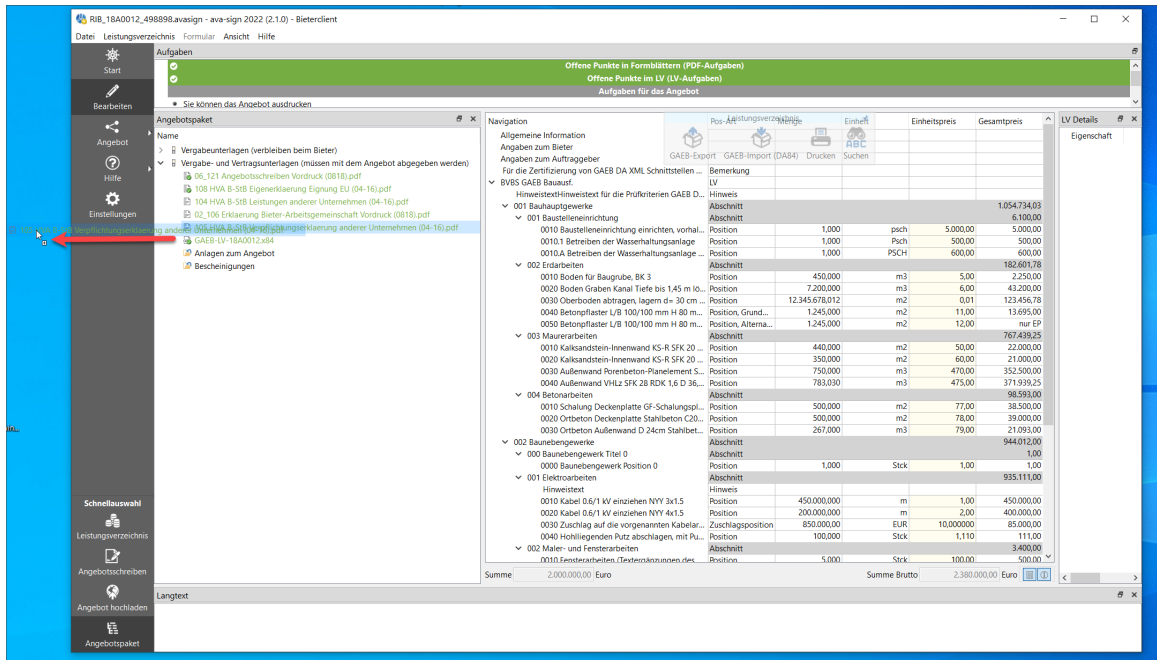 RIB_18A0012_498898.avasign - ava-sign 2022 (2.1.0) - Bieterclient
Datei Leistungsverzeichnis Formular Ansicht Hilfe
Start
Bearbeiten
Angebot
Hilfe
Einstellungen
Schnellauswahl
Leistungsverzeichnis
Angebotsschreiben
Angebot hochladen
Angebotspaket
Aufgaben
Offene Punkte in Formblättern (PDF-Aufgaben)
Offene Punkte im LV (LV-Aufgaben)
Aufgaben für das Angebot
Sie können das Angebot ausdrucken
Angebotspaket
Name
Vergabeunterlagen (verbleiben beim Bieter)
Vergabe- und Vertragsunterlagen (müssen mit dem Angebot abgegeben werden)
06_121 Angebotsschreiben Vordruck (0818).pdf
108 HVA B-StB Eigenerklaerung Eignung EU (04-16).pdf
104 HVA B-StB Leistungen anderer Unternehmen (04-16).pdf
02_106 Erklaerung Bieter-Arbeitsgemeinschaft Vordruck (0818).pdf
105 HVA B-StB Verpflichtungserklaerung anderer Unternehmen (04-16).pdf
GAEB-LV-18A0012.x84
Anlagen zum Angebot
Bescheinigungen
Navigation Pos-Art Menge Einheit Einheitspreis Gesamtpreis
Leistungsverzeichnis
GAEB-Export GAEB-Import (DA84) Drucken Suchen
ABC
Allgemeine Information
Angaben zum Bieter
Angaben zum Auftraggeber
Für die Zertifizierung von GAEB DA XML Schnittstellen ... Bemerkung
BVBS GAEB Bauausf. LV
HinweistextHinweistext für die Prüfkriterien GAEB D... Hinweis
001 Bauhauptgewerke Abschnitt 1.054.734,03
001 Baustelleneinrichtung Abschnitt 6.100,00
0010 Baustelleneinrichtung einrichten, vorhal... Position 1,000 psch 5.000,00 5.000,00
0010.1 Betreiben der Wasserhaltungsanlage Position 1,000 Psch 500,00 500,00
0010.A Betreiben der Wasserhaltungsanlage ... Position 1,000 PSCH 600,00 600,00
002 Erdarbeiten Abschnitt 182.601,78
0010 Boden für Baugrube, BK 3 Position 450,000 m3 5,00 2.250,00
0020 Boden Graben Kanal Tiefe bis 1,45 m lö... Position 7.200,000 m3 6,00 43.200,00
0030 Oberboden abtragen, lagern d= 30 cm ... Position 12.345.678,012 m2 0,01 123.456,78
0040 Betonpflaster L/B 100/100 mm H 80 m... Position, Grund... 1.245,000 m2 11,00 13.695,00
0050 Betonpflaster L/B 100/100 mm H 80 m... Position, Alterna... 1.245,000 m2 12,00 nur EP
003 Maurerarbeiten Abschnitt 767.439,25
0010 Kalksandstein-Innenwand KS-R SFK 20 ... Position 440,000 m2 50,00 22.000,00
0020 Kalksandstein-Innenwand KS-R SFK 20 ... Position 350,000 m2 60,00 21.000,00
0030 Außenwand Porenbeton-Planelement S... Position 750,000 m3 470,00 352.500,00
0040 Außenwand VHLz SFK 28 RDK 1,6 D 36,... Position 783,030 m3 475,00 371.939,25
004 Betonarbeiten Abschnitt 98.593,00
0010 Schalung Deckenplatte GF-Schalungspl... Position 500,000 m2 77,00 38.500,00
0020 Ortbeton Deckenplatte Stahlbeton C20... Position 500,000 m2 78,00 39.000,00
0030 Ortbeton Außenwand D 24cm Stahlbet... Position 267,000 m3 79,00 21.093,00
002 Baunebengewerke Abschnitt 944.012,00
000 Baunebengewerk Titel 0 Abschnitt 1,00
0000 Baunebengewerk Position 0 Position 1,000 Stck 1,00 1,00
001 Elektroarbeiten Abschnitt 935.111,00
Hinweistext Hinweis
0010 Kabel 0.6/1 kV einziehen NYY 3x1.5 Position 450.000,000 m 1,00 450.000,00
0020 Kabel 0.6/1 kV einziehen NYY 4x1.5 Position 200.000,000 m 2,00 400.000,00
0030 Zuschlag auf die vorgenannten Kabelar... Zuschlagsposition 850.000,00 EUR 10,000000 85.000,00
0040 Hohlliegenden Putz abschlagen, mit Pu... Position 100,000 Stck 1,110 111,00
002 Maler- und Fensterarbeiten Abschnitt 3.400,00
0010 Fensterarbeiten (Textergänzungen des Position 5,000 Stck 100,00 500,00
Summe 2.000.000,00 Euro Summe Brutto 2.380.000,00 Euro
LV Details
Eigenschaft
Langtext